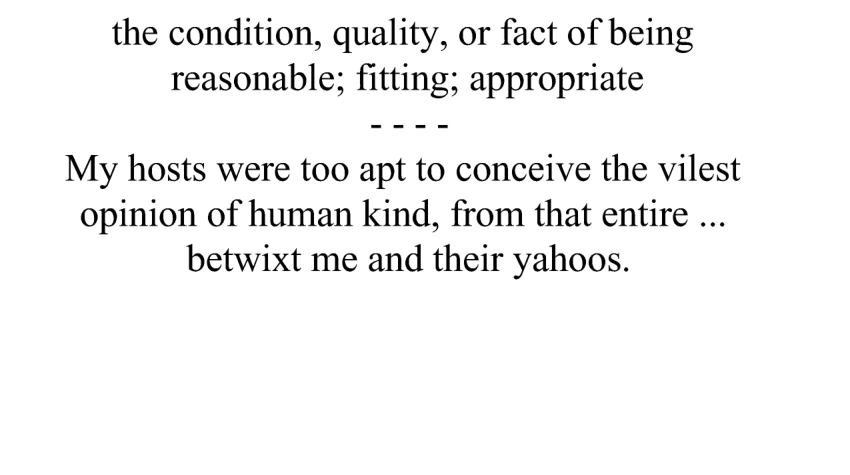 the condition, quality, or fact of being
reasonable; fitting; appropriate
- - - -
My hosts were too apt to conceive the vilest
opinion of human kind, from that entire ...
betwixt me and their yahoos.